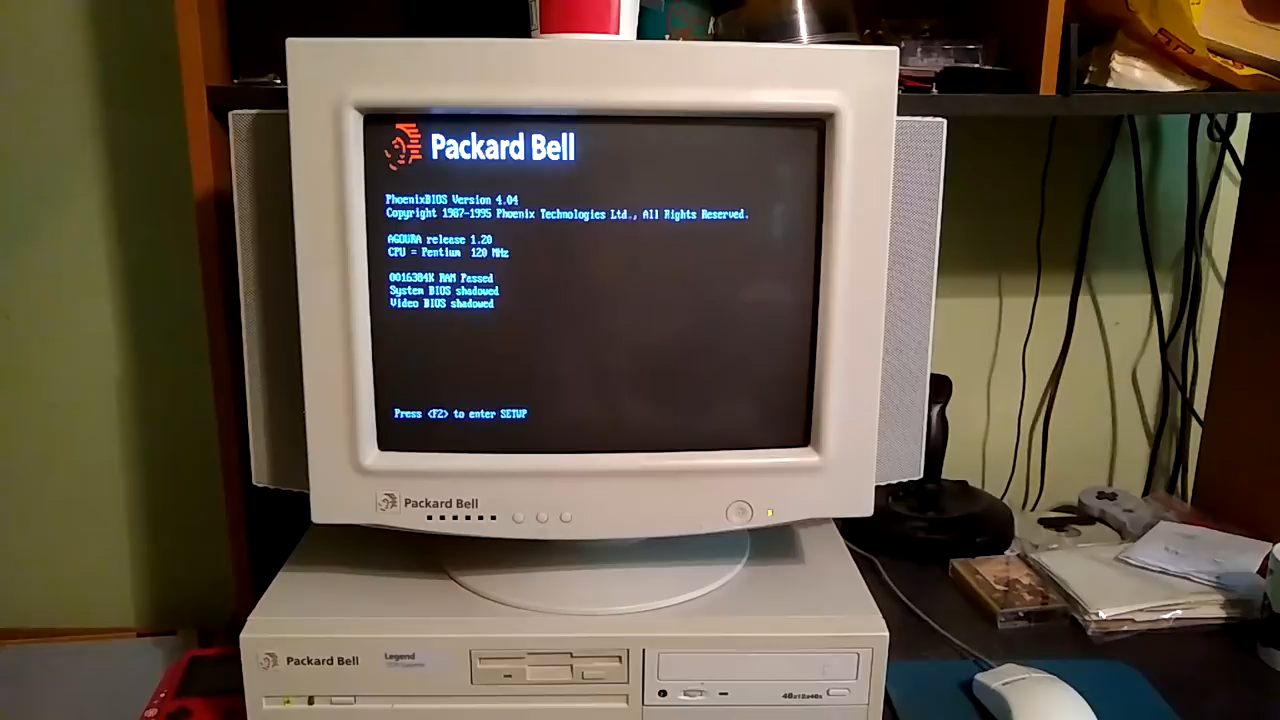 Packard Bell
PhoenixBIOS Version 4.04
Copyright 1987-1995 Phoenix Technologies Ltd., All Rights Reserved.
AGOURA release 1.20
CPU = Pentium 120 MHz
0016384K RAM Passed
System BIOS shadowed
Video BIOS shadowed
Press <F2> to enter SETUP
Packard Bell
Packard Bell
Legend
48x12x48x